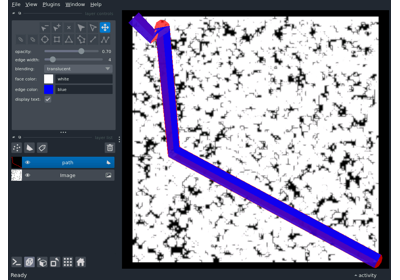 File View Plugins Window Help
opacity: 0.70
edge width: 4
blending: translucent
face color: white
edge color: blue
display text:
path
Image
Ready
activity